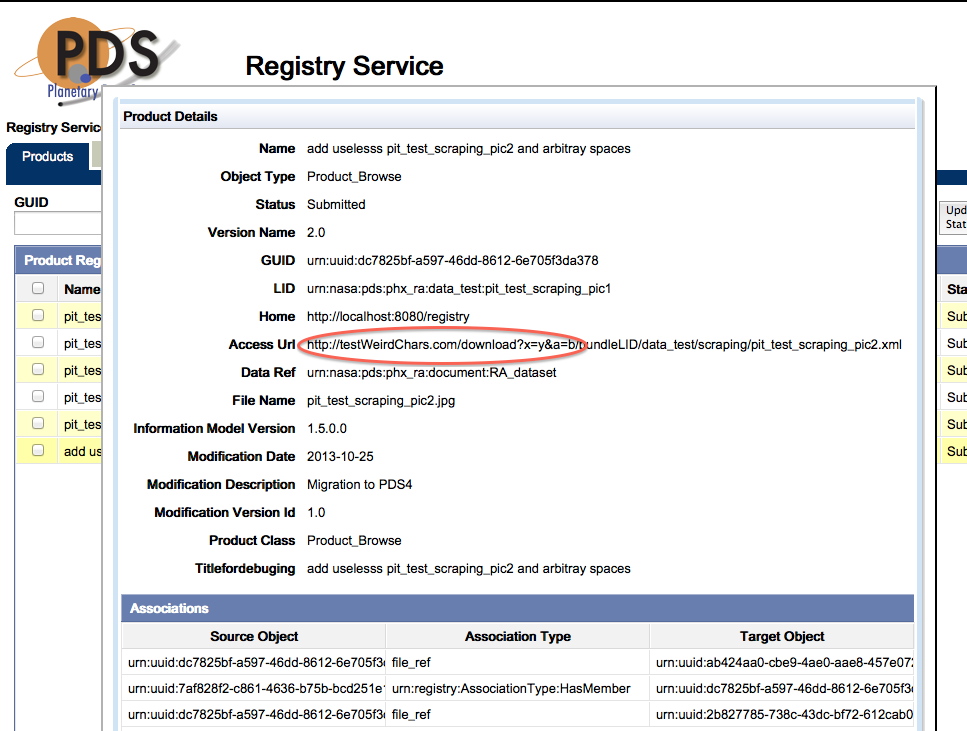 PDS
Planetary
Registry Service
Registry Servic
Products
GUID
Upd
Stat
Product Reg
Name
Sta
pit_tes
Sub
pit_tes
Sub
pit_tes
Sub
pit_tes
Sub
pit_tes
Sub
add us
Sub
Product Details
Name add uselesss pit_test_scraping_pic2 and arbitray spaces
Object Type Product_Browse
Status Submitted
Version Name 2.0
GUID urn:uuid:dc7825bf-a597-46dd-8612-6e705f3da378
LID urn:nasa:pds:phx_ra:data_test:pit_test_scraping_pic1
Home http://localhost:8080/registry
Access Url http://testWeirdChars.com/download?x=y&a=b/bundleLID/data_test/scraping/pit_test_scraping_pic2.xml
Data Ref urn:nasa:pds:phx_ra:document:RA_dataset
File Name pit_test_scraping_pic2.jpg
Information Model Version 1.5.0.0
Modification Date 2013-10-25
Modification Description Migration to PDS4
Modification Version Id 1.0
Product Class Product_Browse
Titlefordebuging add uselesss pit_test_scraping_pic2 and arbitray spaces
Associations
Source Object Association Type Target Object
urn:uuid:dc7825bf-a597-46dd-8612-6e705f3d file_ref urn:uuid:ab424aa0-cbe9-4ae0-aae8-457e072
urn:uuid:7af828f2-c861-4636-b75b-bcd251e1 urn:registry:AssociationType:HasMember urn:uuid:dc7825bf-a597-46dd-8612-6e705f3d
urn:uuid:dc7825bf-a597-46dd-8612-6e705f3d file_ref urn:uuid:2b827785-738c-43dc-bf72-612cab0